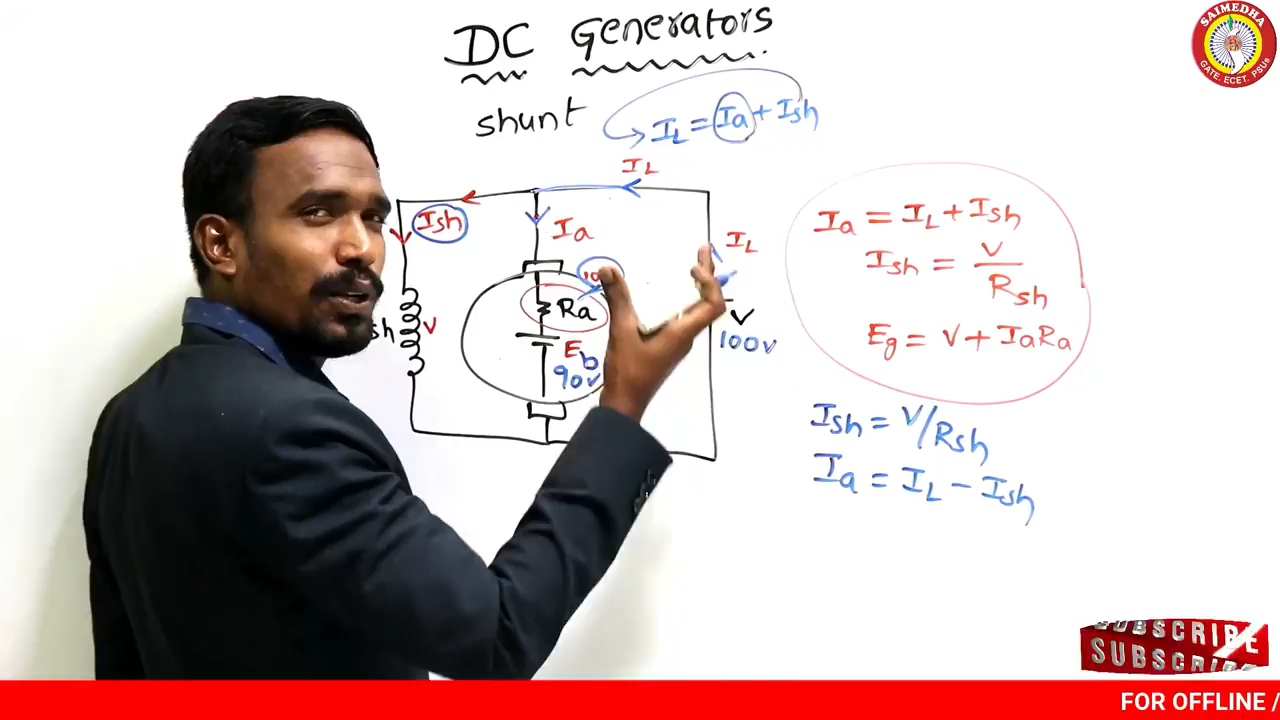 DC Generators
shunt
IL = Ia + Ish
IL
Ish
Ia
IL
Ra
V
Eb
90v
V
100v
Ia = IL + Ish
Ish = V
Rsh
Eg = V + IaRa
Ish = V/Rsh
Ia = IL - Ish
SAIMEDHA
GATE. ECET. PSUs
SUBSCRIBE
FOR OFFLINE /